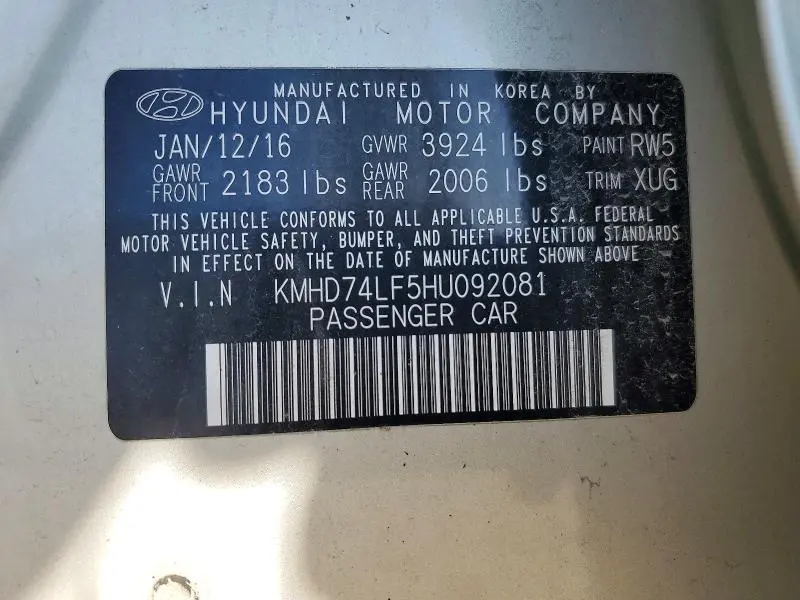 MANUFACTURED IN KOREA BY
HYUNDAI MOTOR COMPANY
JAN/12/16 GVWR 3924 lbs PAINT RW5
GAWR FRONT 2183 lbs GAWR REAR 2006 lbs TRIM XUG
THIS VEHICLE CONFORMS TO ALL APPLICABLE U.S.A. FEDERAL
MOTOR VEHICLE SAFETY, BUMPER, AND THEFT PREVENTION STANDARDS
IN EFFECT ON THE DATE OF MANUFACTURE SHOWN ABOVE
V.I.N KMHD74LF5HU092081
PASSENGER CAR